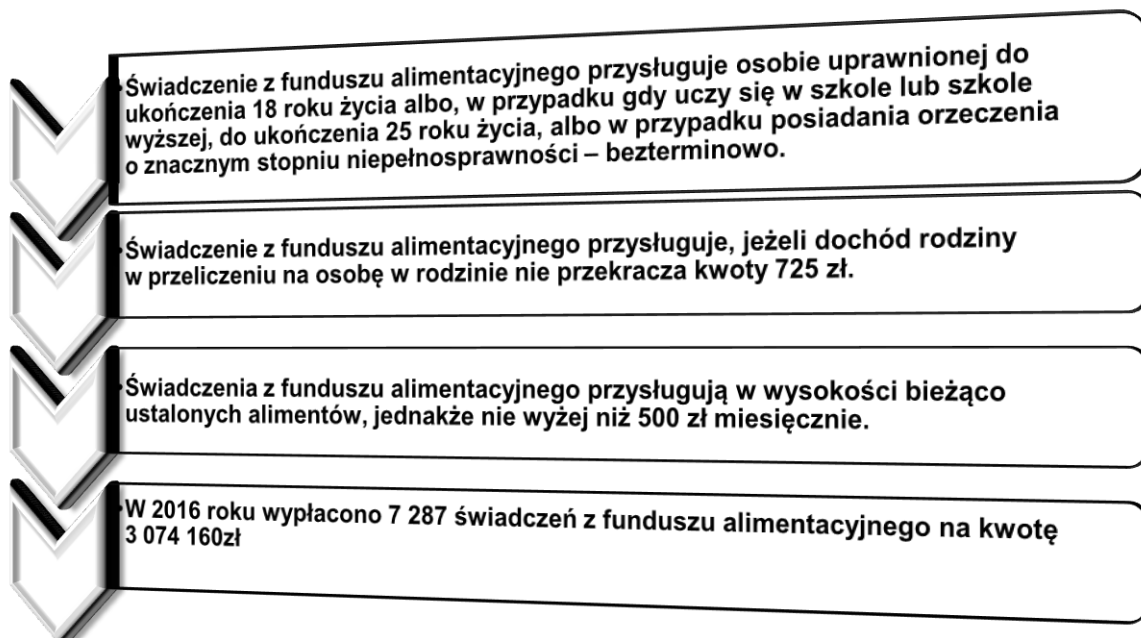 •Świadczenie z funduszu alimentacyjnego przysługuje osobie uprawnionej do
ukończenia 18 roku życia albo, w przypadku gdy uczy się w szkole lub szkole
wyższej, do ukończenia 25 roku życia, albo w przypadku posiadania orzeczenia
o znacznym stopniu niepełnosprawności – bezterminowo.
•Świadczenie z funduszu alimentacyjnego przysługuje, jeżeli dochód rodziny
w przeliczeniu na osobę w rodzinie nie przekracza kwoty 725 zł.
•Świadczenia z funduszu alimentacyjnego przysługują w wysokości bieżąco
ustalonych alimentów, jednakże nie wyżej niż 500 zł miesięcznie.
•W 2016 roku wypłacono 7 287 świadczeń z funduszu alimentacyjnego na kwotę
3 074 160zł